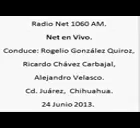 Radio Net 1060 AM.
Net en Vivo.
Conduce: Rogelio González Quiroz,
Ricardo Chávez Carbajal,
Alejandro Velasco.
Cd. Juárez, Chihuahua.
24 Junio 2013.